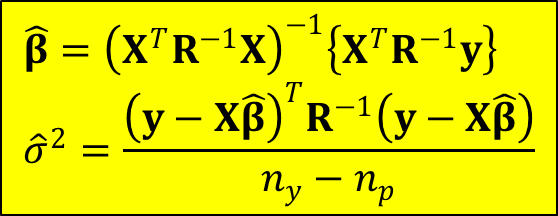 β̂ = (XᵀR⁻¹X)⁻¹{XᵀR⁻¹y}
σ̂² = (y − Xβ̂)ᵀR⁻¹(y − Xβ̂) / (n_y − n_p)